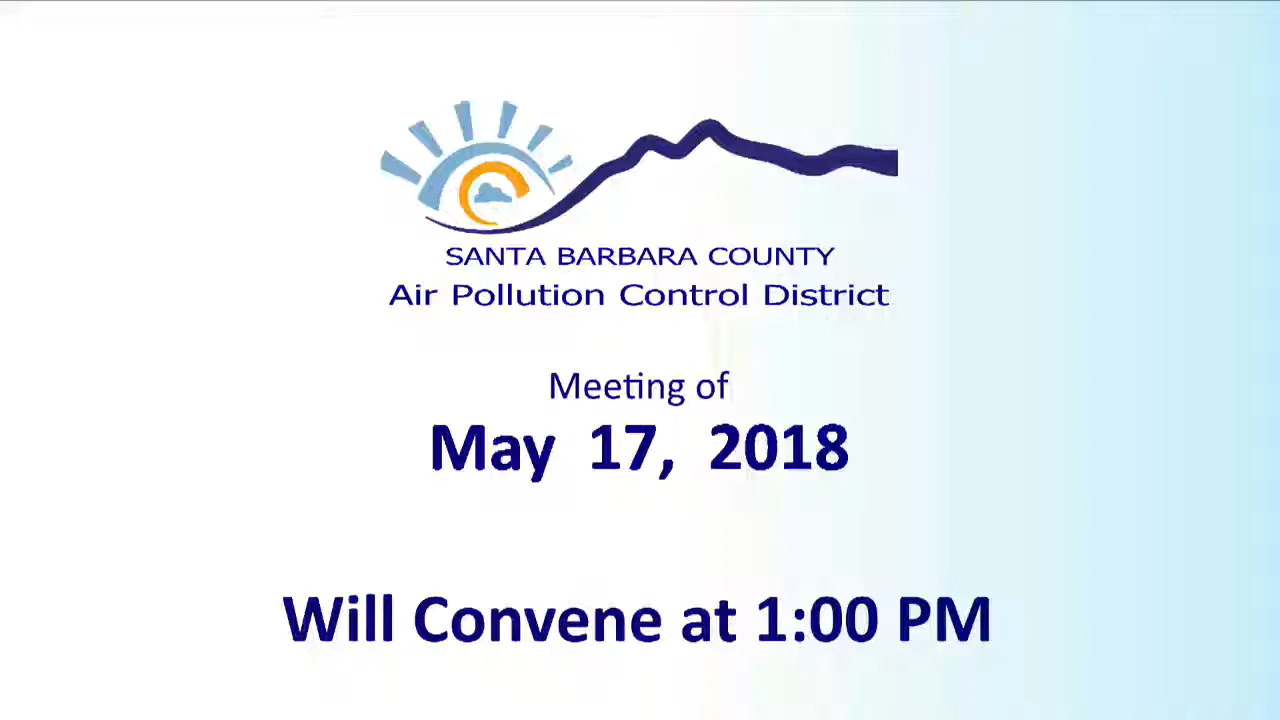 SANTA BARBARA COUNTY
Air Pollution Control District
Meeting of
May 17, 2018
Will Convene at 1:00 PM